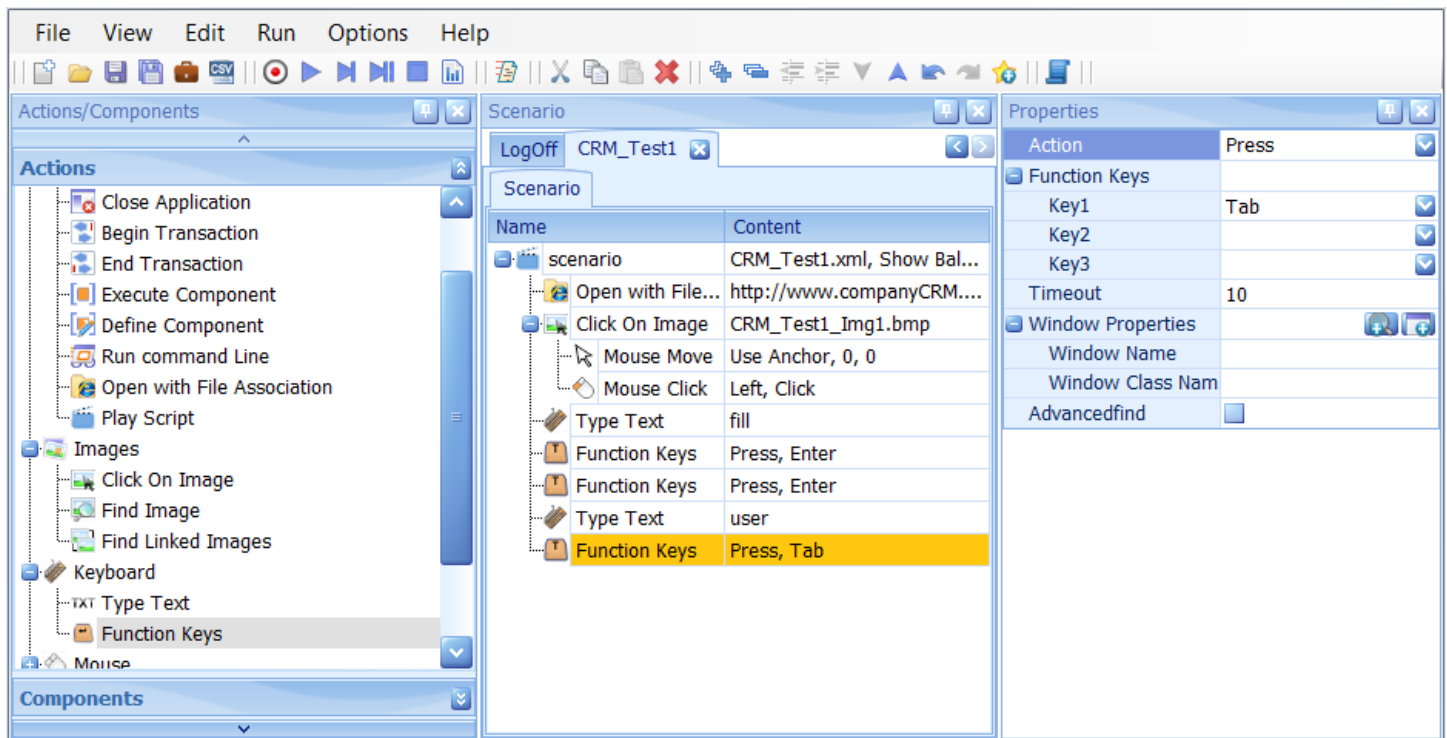 File View Edit Run Options Help
CSV
Actions/Components
Actions
Close Application
Begin Transaction
End Transaction
Execute Component
Define Component
Run command Line
Open with File Association
Play Script
Images
Click On Image
Find Image
Find Linked Images
Keyboard
TXT Type Text
Function Keys
Mouse
Components
Scenario
LogOff CRM_Test1
Scenario
Name Content
scenario CRM_Test1.xml, Show Bal...
Open with File... http://www.companyCRM....
Click On Image CRM_Test1_Img1.bmp
Mouse Move Use Anchor, 0, 0
Mouse Click Left, Click
Type Text fill
Function Keys Press, Enter
Function Keys Press, Enter
Type Text user
Function Keys Press, Tab
Properties
Action Press
Function Keys
Key1 Tab
Key2
Key3
Timeout 10
Window Properties
Window Name
Window Class Nam
Advancedfind